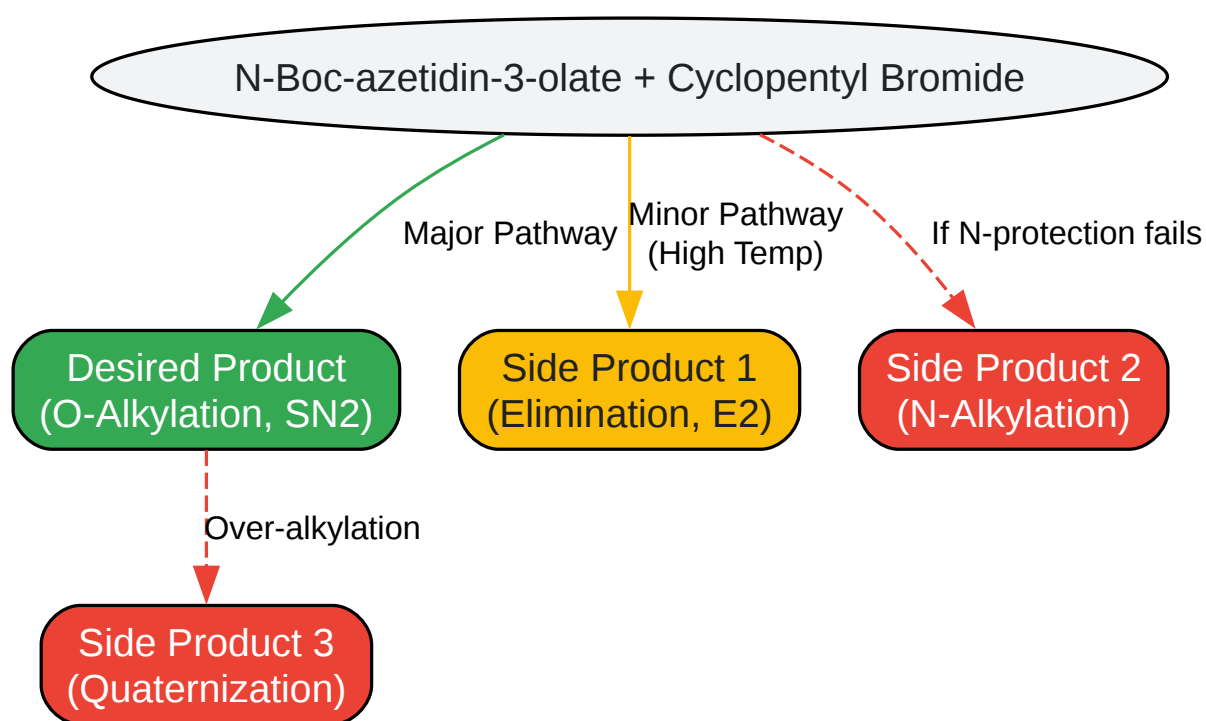 N-Boc-azetidin-3-olate + Cyclopentyl Bromide
Major Pathway
Minor Pathway
(High Temp)
If N-protection fails
Desired Product
(O-Alkylation, SN2)
Side Product 1
(Elimination, E2)
Side Product 2
(N-Alkylation)
Over-alkylation
Side Product 3
(Quaternization)